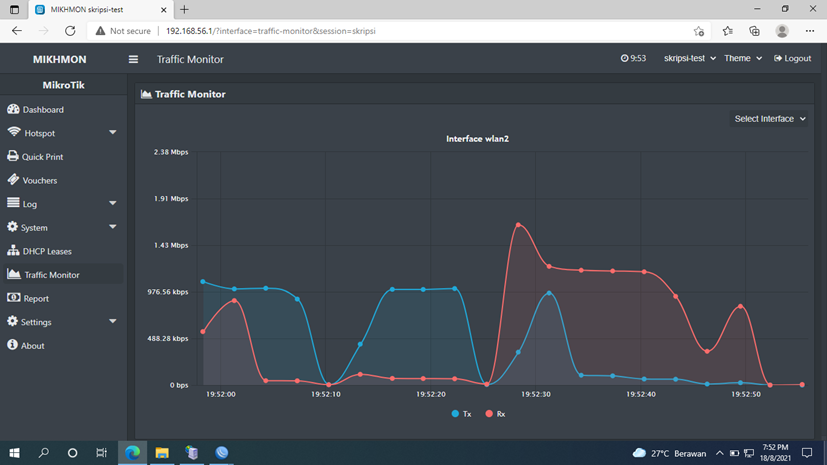 MIKHMON skripsi-test
Not secure
192.168.56.1/?interface=traffic-monitor&session=skripsi
MIKHMON
Traffic Monitor
9:53
skripsi-test
Theme
Logout
MikroTik
Dashboard
Hotspot
Quick Print
Vouchers
Log
System
DHCP Leases
Traffic Monitor
Report
Settings
About
Traffic Monitor
Select Interface
Interface wlan2
2.38 Mbps
1.91 Mbps
1.43 Mbps
976.56 kbps
488.28 kbps
0 bps
19:52:00
19:52:10
19:52:20
19:52:30
19:52:40
19:52:50
Tx
Rx
27°C Berawan
7:52 PM
18/8/2021